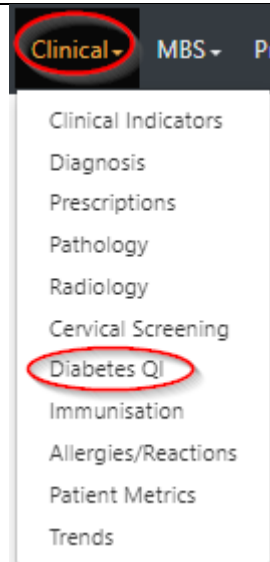 Clinical MBS P
Clinical Indicators
Diagnosis
Prescriptions
Pathology
Radiology
Cervical Screening
Diabetes QI
Immunisation
Allergies/Reactions
Patient Metrics
Trends